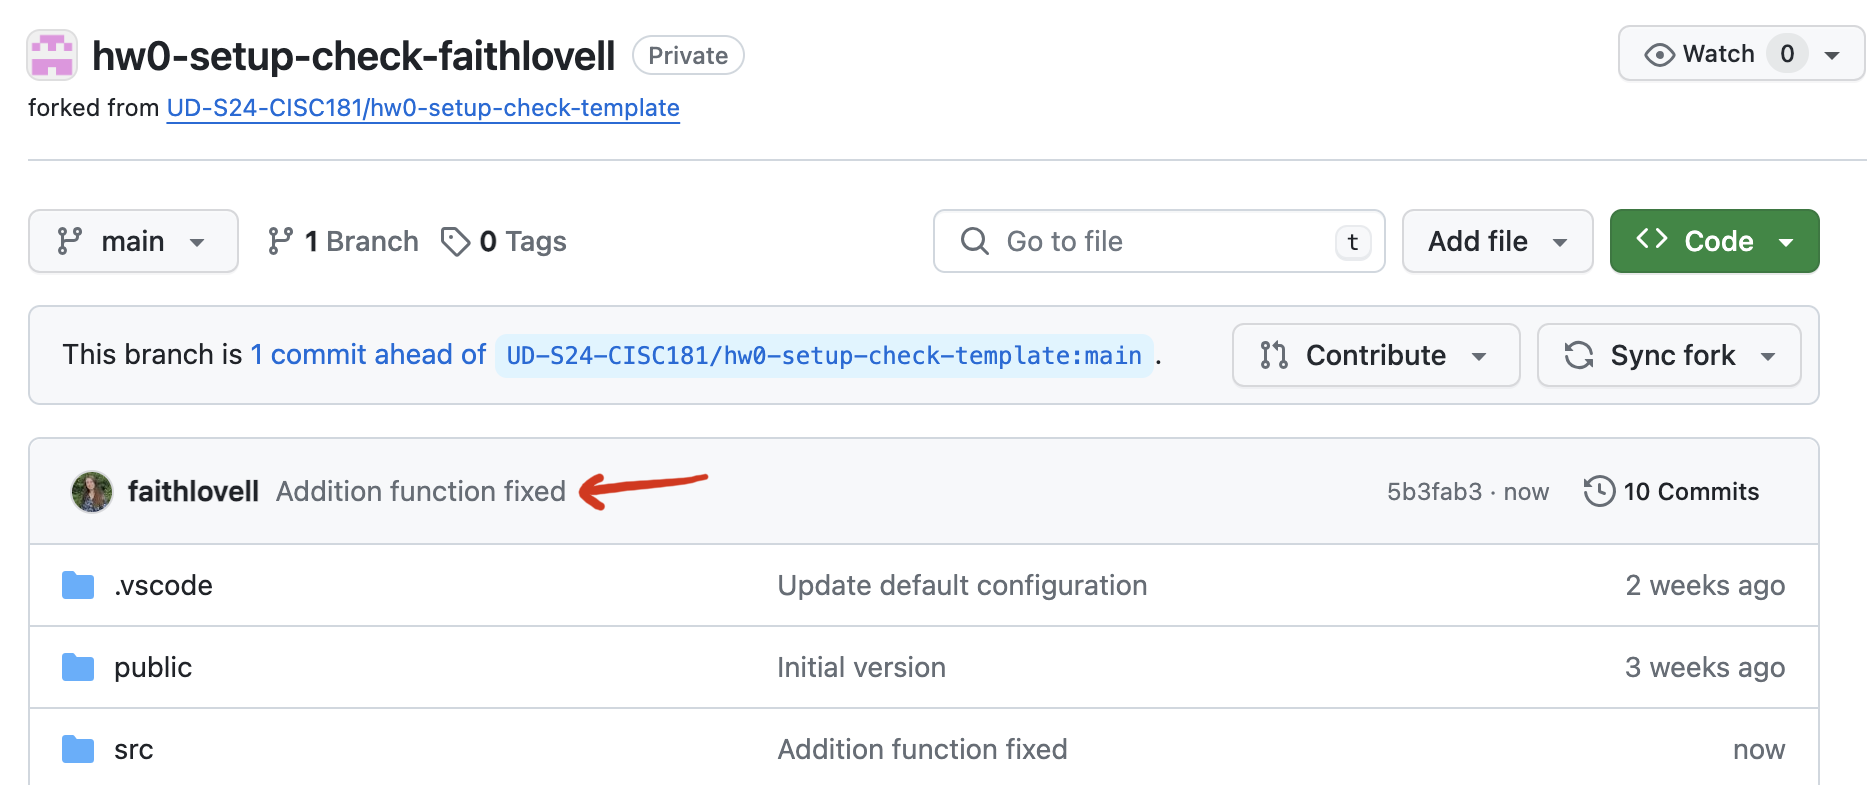 hw0-setup-check-faithlovell Private Watch 0
forked from UD-S24-CISC181/hw0-setup-check-template
main 1 Branch 0 Tags Go to file t Add file Code
This branch is 1 commit ahead of UD-S24-CISC181/hw0-setup-check-template:main . Contribute Sync fork
faithlovell Addition function fixed 5b3fab3 · now 10 Commits
.vscode Update default configuration 2 weeks ago
public Initial version 3 weeks ago
src Addition function fixed now